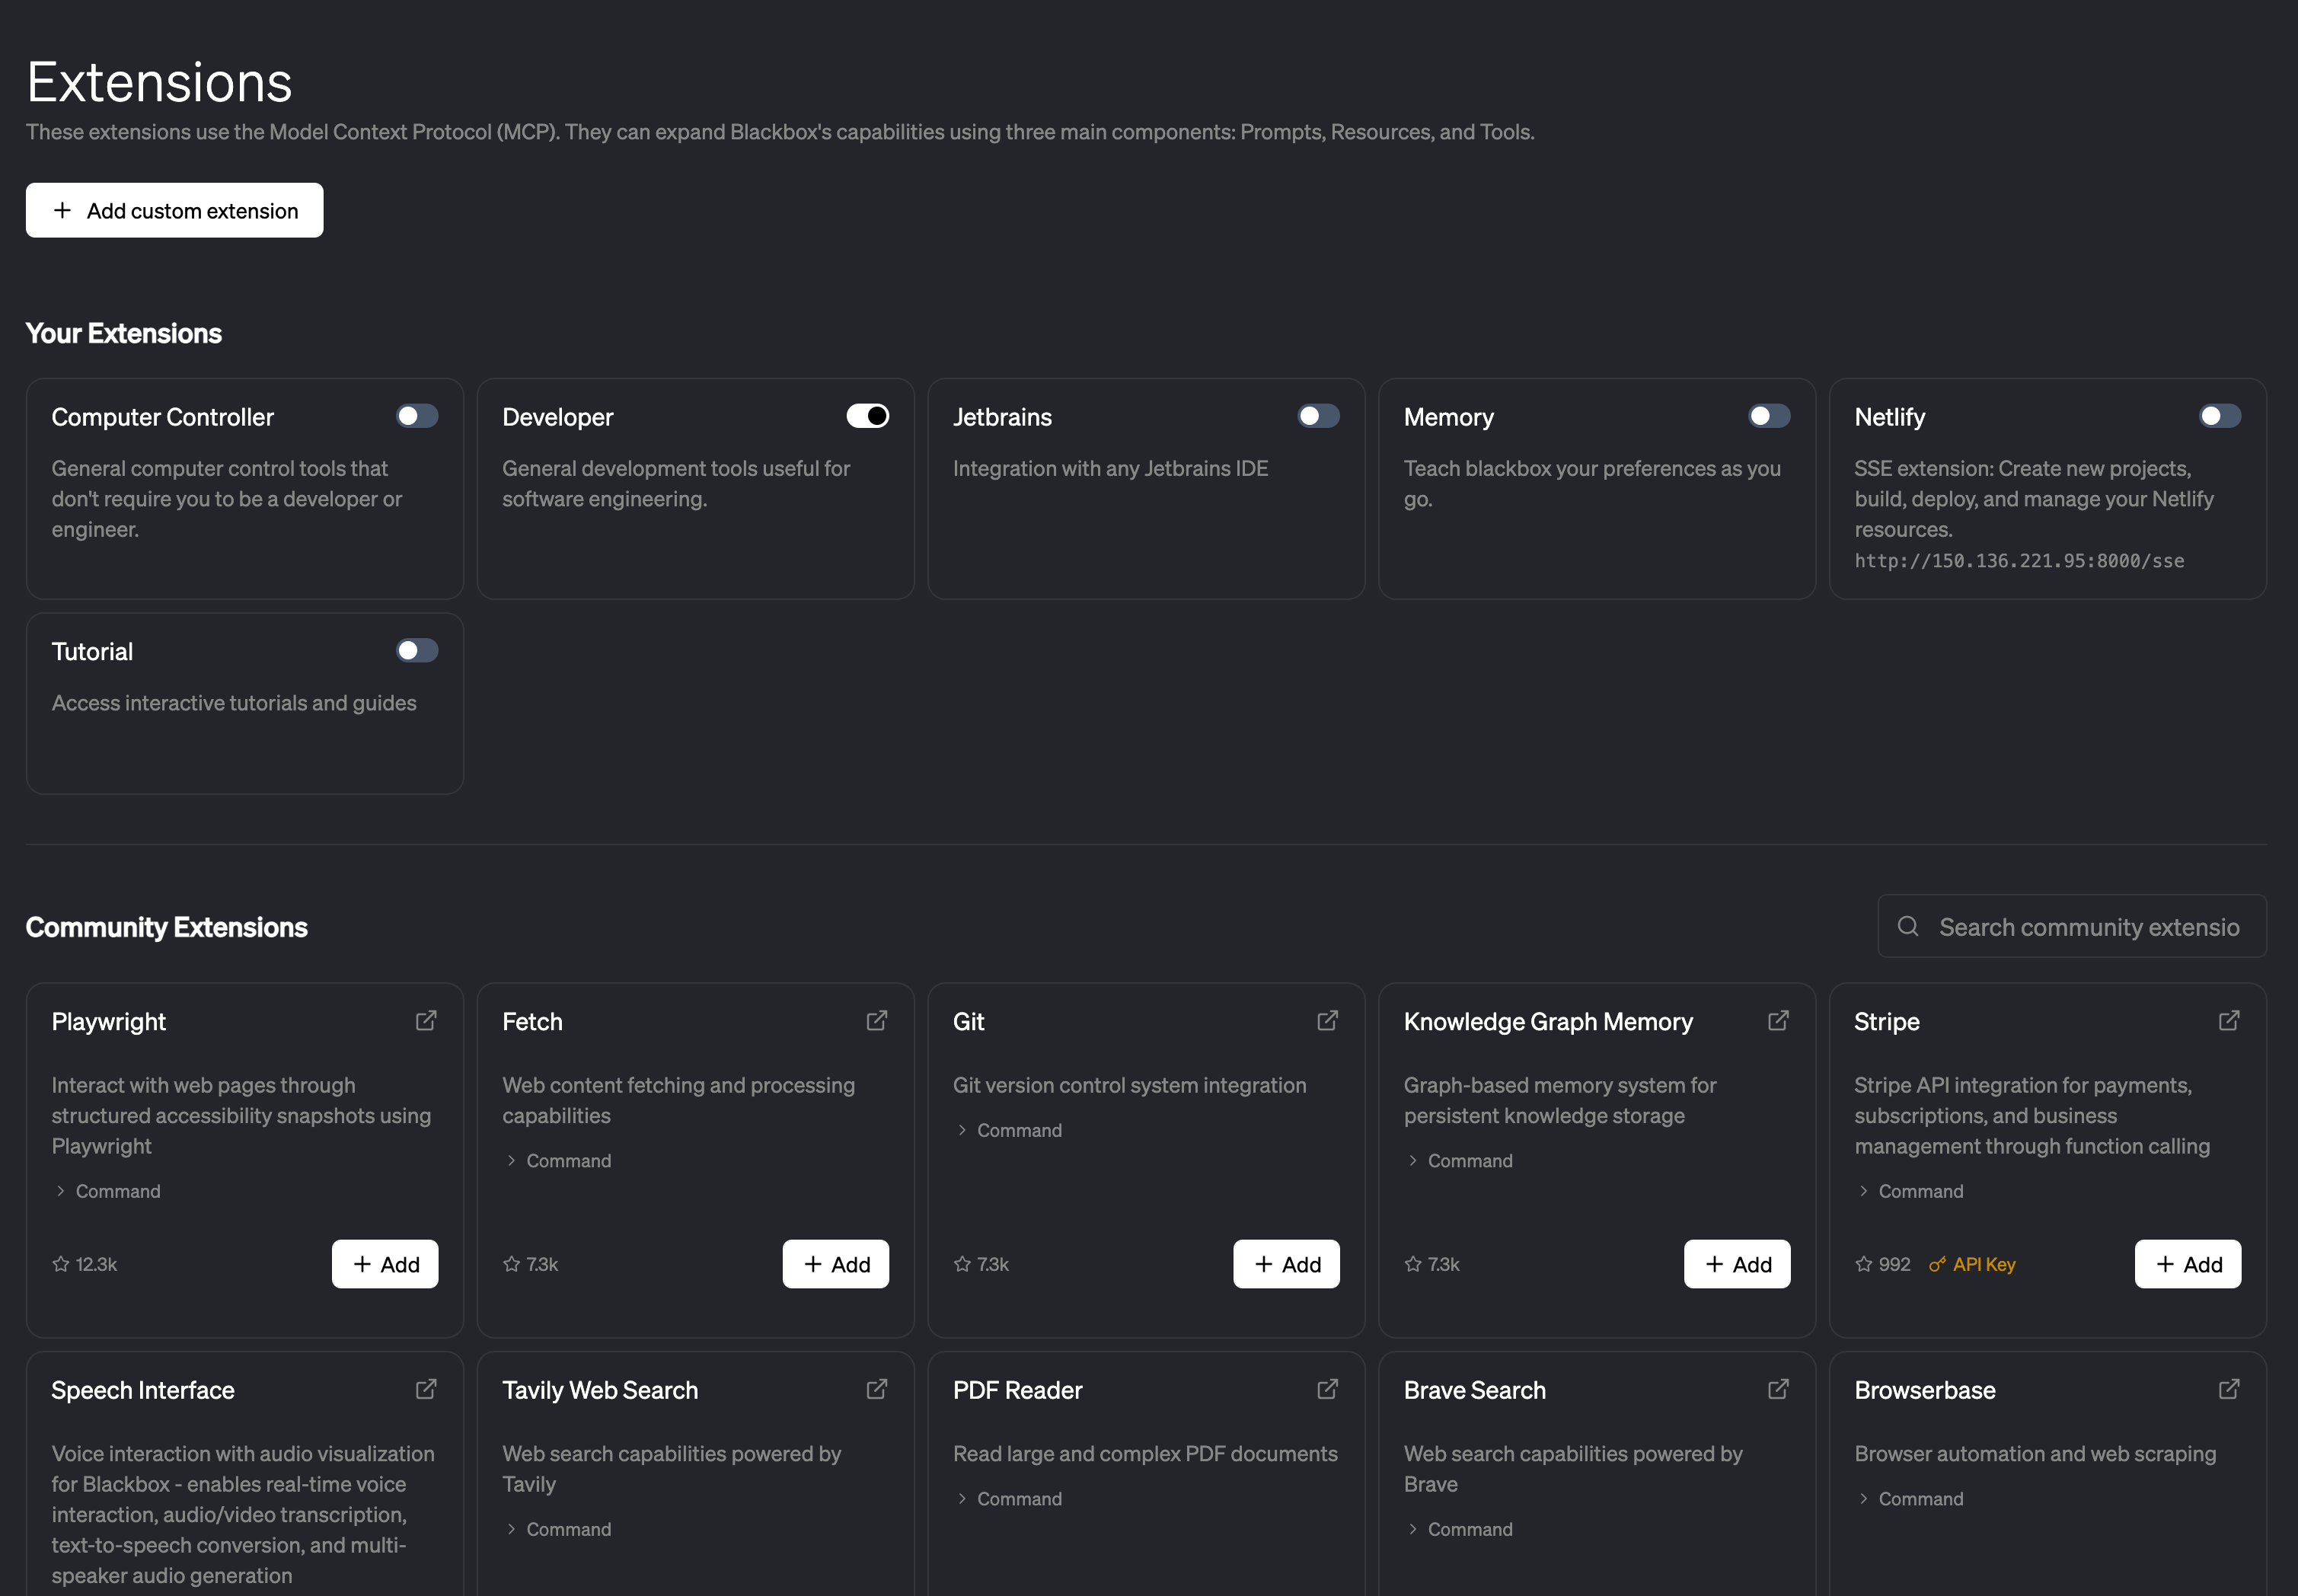 Extensions
These extensions use the Model Context Protocol (MCP). They can expand Blackbox's capabilities using three main components: Prompts, Resources, and Tools.
Add custom extension
Your Extensions
Computer Controller
General computer control tools that
don't require you to be a developer or
engineer.
Developer
General development tools useful for
software engineering.
Jetbrains
Integration with any Jetbrains IDE
Memory
Teach blackbox your preferences as you
go.
Netlify
SSE extension: Create new projects,
build, deploy, and manage your Netlify
resources.
http://150.136.221.95:8000/sse
Tutorial
Access interactive tutorials and guides
Community Extensions
Search community extensio
Playwright
Interact with web pages through
structured accessibility snapshots using
Playwright
Command
12.3k
Add
Fetch
Web content fetching and processing
capabilities
Command
7.3k
Add
Git
Git version control system integration
Command
7.3k
Add
Knowledge Graph Memory
Graph-based memory system for
persistent knowledge storage
Command
7.3k
Add
Stripe
Stripe API integration for payments,
subscriptions, and business
management through function calling
Command
992
API Key
Add
Speech Interface
Voice interaction with audio visualization
for Blackbox - enables real-time voice
interaction, audio/video transcription,
text-to-speech conversion, and multi-
speaker audio generation
Tavily Web Search
Web search capabilities powered by
Tavily
Command
PDF Reader
Read large and complex PDF documents
Command
Brave Search
Web search capabilities powered by
Brave
Command
Browserbase
Browser automation and web scraping
Command